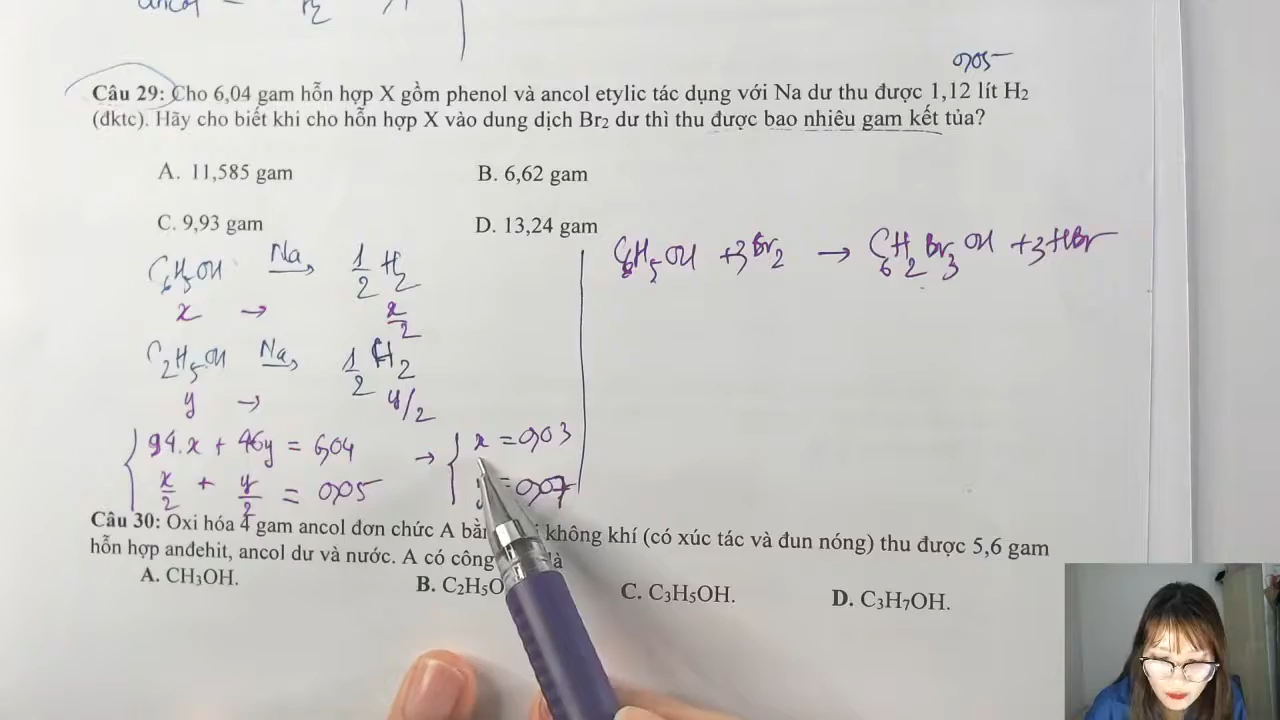 ancol H2
0,05
Câu 29: Cho 6,04 gam hỗn hợp X gồm phenol và ancol etylic tác dụng với Na dư thu được 1,12 lít H2
(đktc). Hãy cho biết khi cho hỗn hợp X vào dung dịch Br2 dư thì thu được bao nhiêu gam kết tủa?
A. 11,585 gam B. 6,62 gam
C. 9,93 gam D. 13,24 gam
C6H5OH Na→ 1/2 H2
C6H5OH + 3Br2 → C6H2Br3OH + 3HBr
x → x/2
C2H5OH Na→ 1/2 H2
y → y/2
94.x + 46y = 6,04 → x = 0,03
x/2 + y/2 = 0,05 = 0,07
Câu 30: Oxi hóa 4 gam ancol đơn chức A không khí (có xúc tác và đun nóng) thu được 5,6 gam
hỗn hợp anđehit, ancol dư và nước. A có công là
A. CH3OH. B. C2H5O C. C3H5OH. D. C3H7OH.